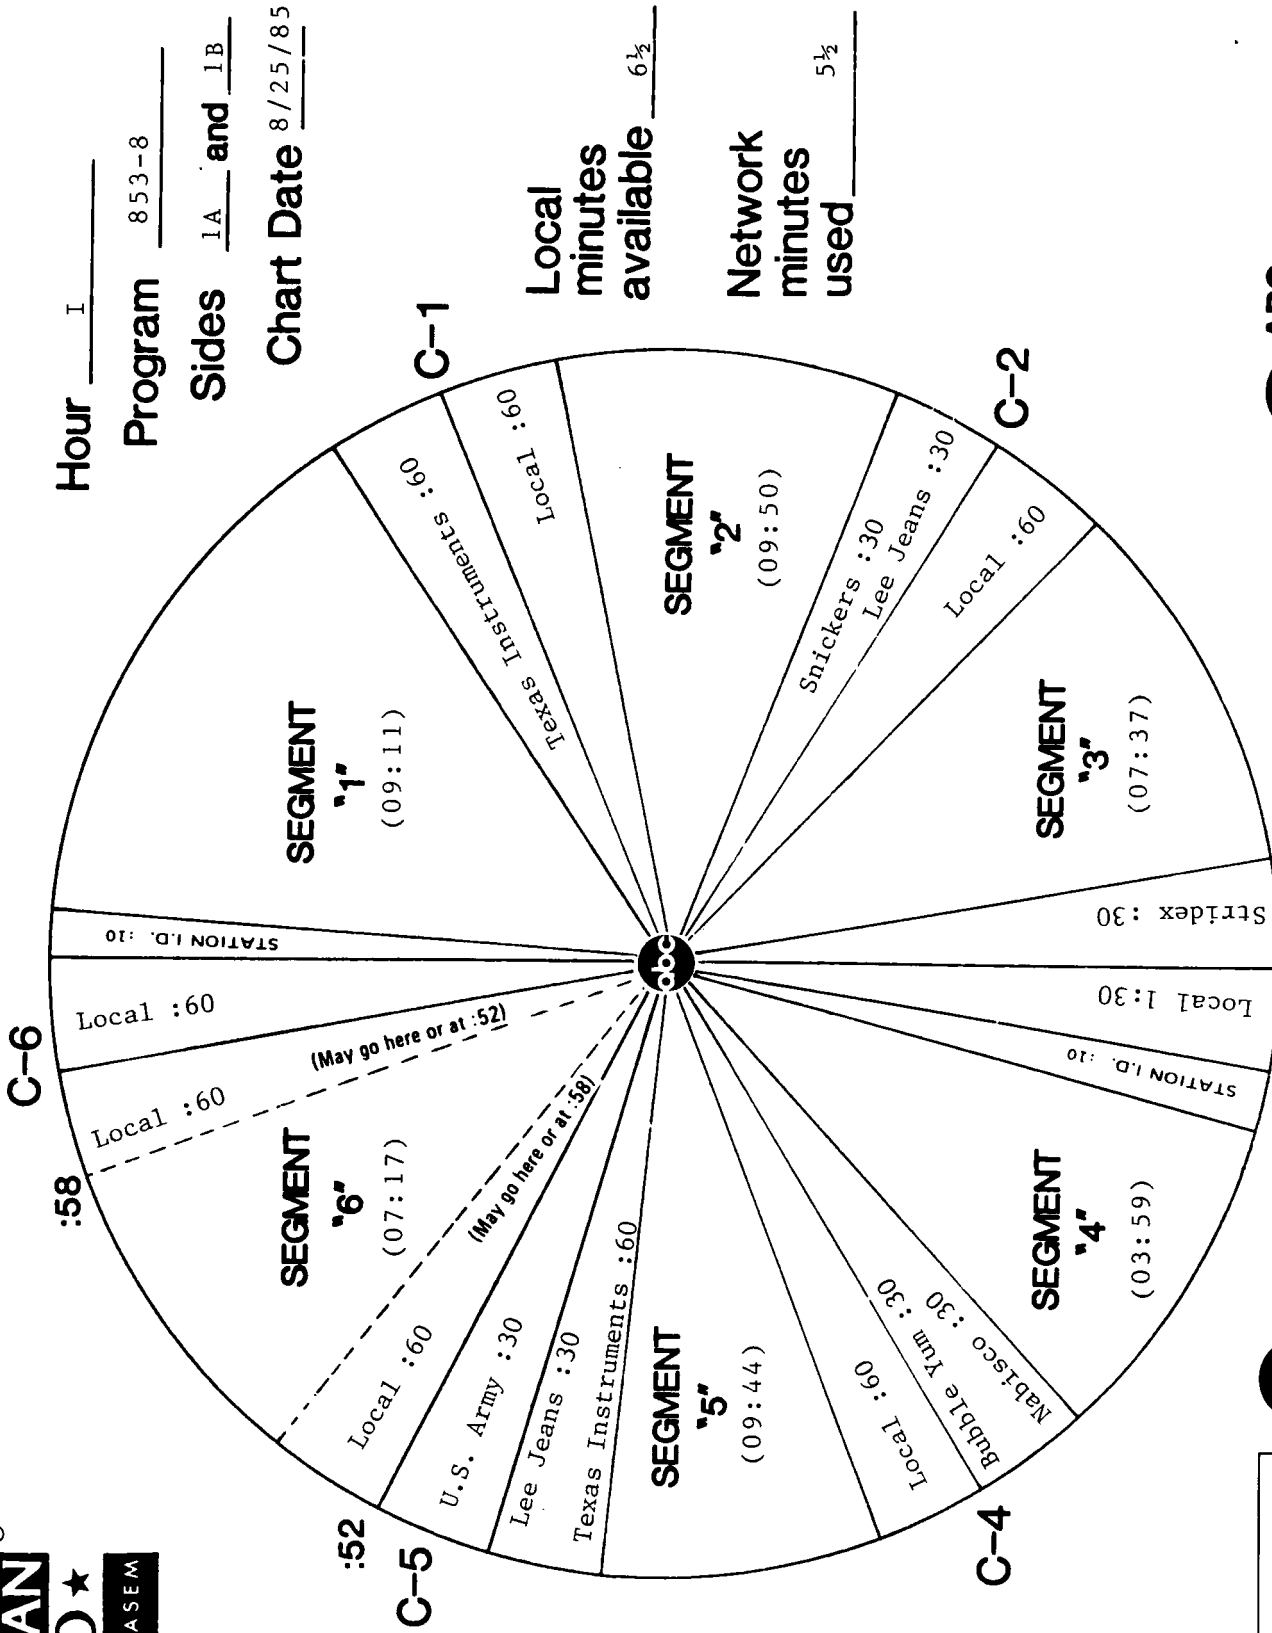 Hour I
Program 853-8
Sides 1A and 1B
Chart Date 8/25/85
Local
minutes
available 6½
Network
minutes
used 5½
SEGMENT
"1"
(09:11)
C-1
Texas Instruments :60
Local :60
SEGMENT
"2"
(09:50)
C-2
Snickers :30
Lee Jeans :30
Local :60
SEGMENT
"3"
(07:37)
Stridex :30
Local 1:30
STATION I.D. :10
SEGMENT
"4"
(03:59)
C-4
Nabisco :30
Bubble Yum :30
Local :60
SEGMENT
"5"
(09:44)
C-5
Texas Instruments :60
Lee Jeans :30
U.S. Army :30
:52
Local :60
(May go here or at :58)
SEGMENT
"6"
(07:17)
:58
(May go here or at :52)
Local :60
C-6
Local :60
STATION I.D. :10
abc
AN
ASEM